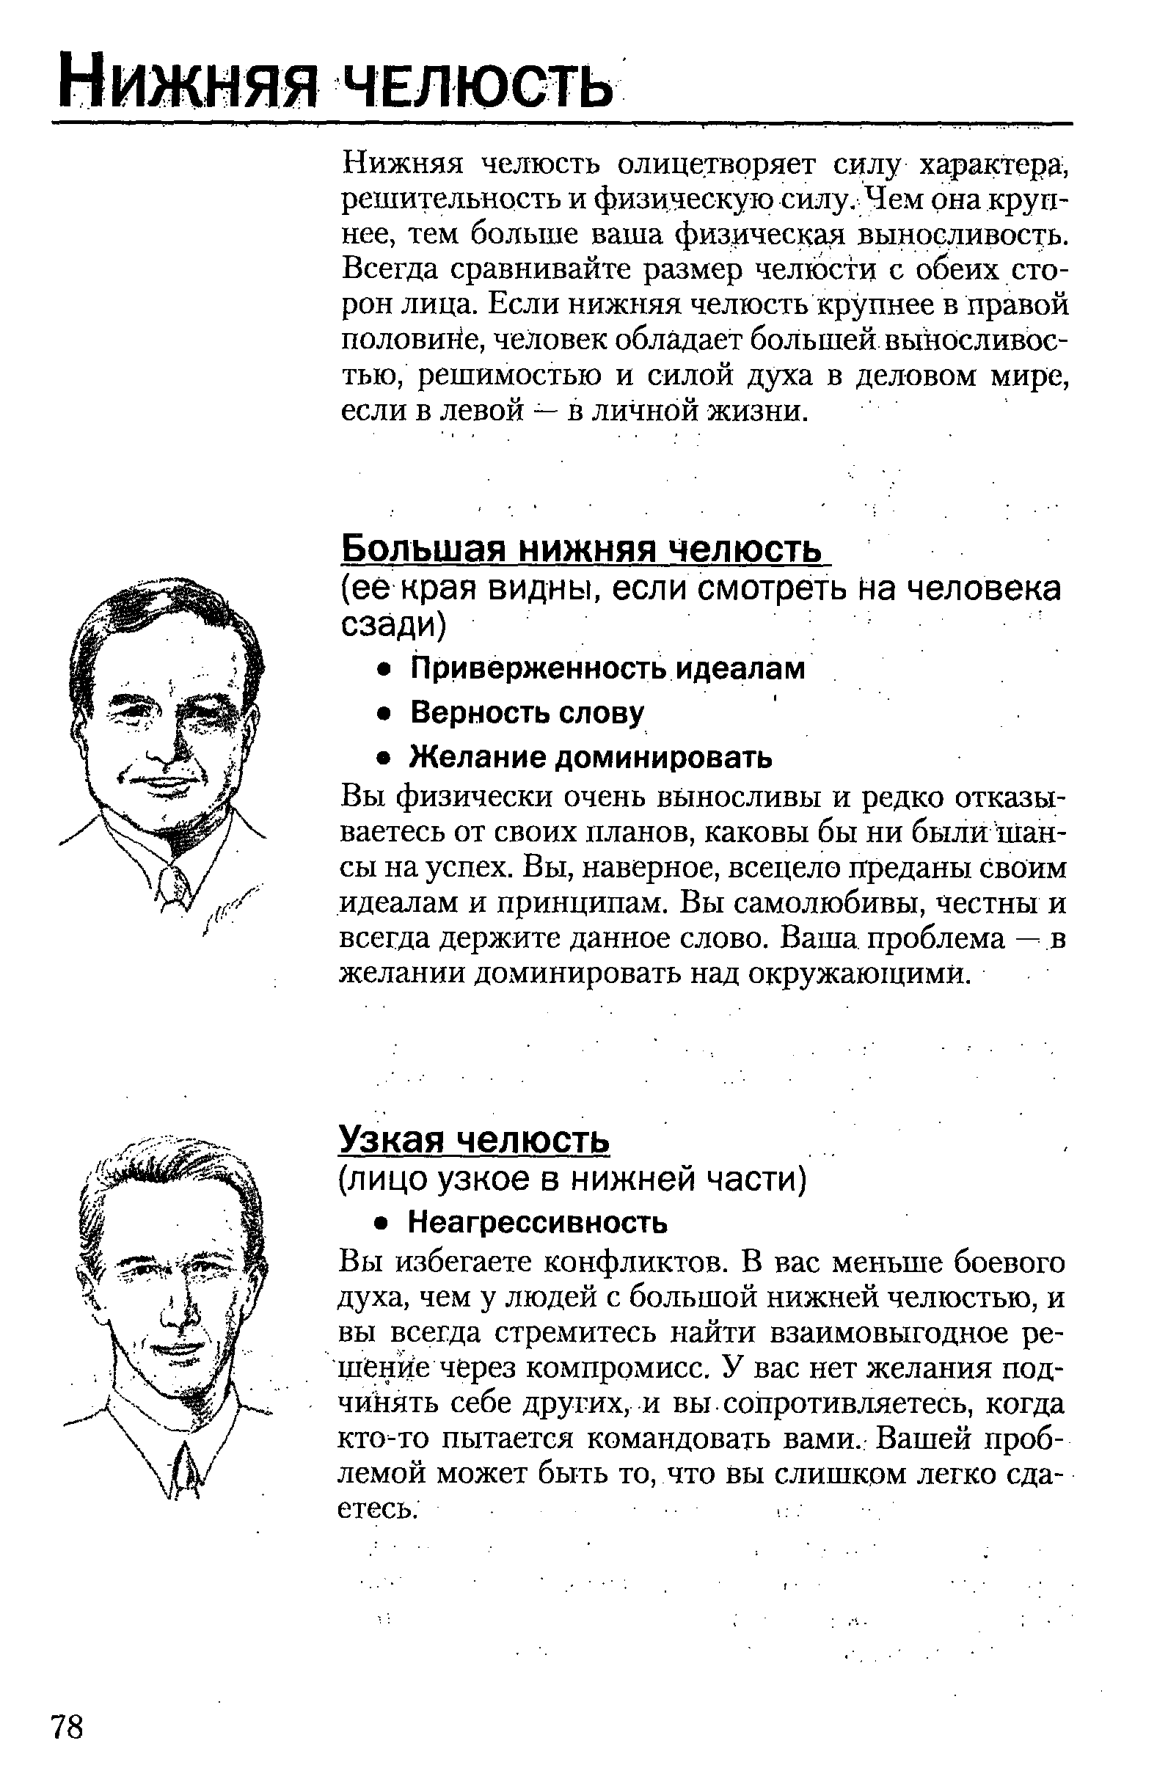 Нижняя челюсть
Нижняя челюсть олицетворяет силу характера,
решительность и физическую силу. Чем она круп-
нее, тем больше ваша физическая выносливость.
Всегда сравнивайте размер челюсти с обеих сто-
рон лица. Если нижняя челюсть крупнее в правой
половине, человек обладает большей выносливос-
тью, решимостью и силой духа в деловом мире,
если в левой — в личной жизни.
Большая нижняя челюсть
(ее края видны, если смотреть на человека
сзади)
• Приверженность идеалам
• Верность слову
• Желание доминировать
Вы физически очень выносливы и редко отказы-
ваетесь от своих планов, каковы бы ни были шан-
сы на успех. Вы, наверное, всецело преданы своим
идеалам и принципам. Вы самолюбивы, честны и
всегда держите данное слово. Ваша проблема — в
желании доминировать над окружающими.
Узкая челюсть
(лицо узкое в нижней части)
• Неагрессивность
Вы избегаете конфликтов. В вас меньше боевого
духа, чем у людей с большой нижней челюстью, и
вы всегда стремитесь найти взаимовыгодное ре-
шение через компромисс. У вас нет желания под-
чинять себе других, и вы сопротивляетесь, когда
кто-то пытается командовать вами. Вашей проб-
лемой может быть то, что вы слишком легко сда-
етесь.
78